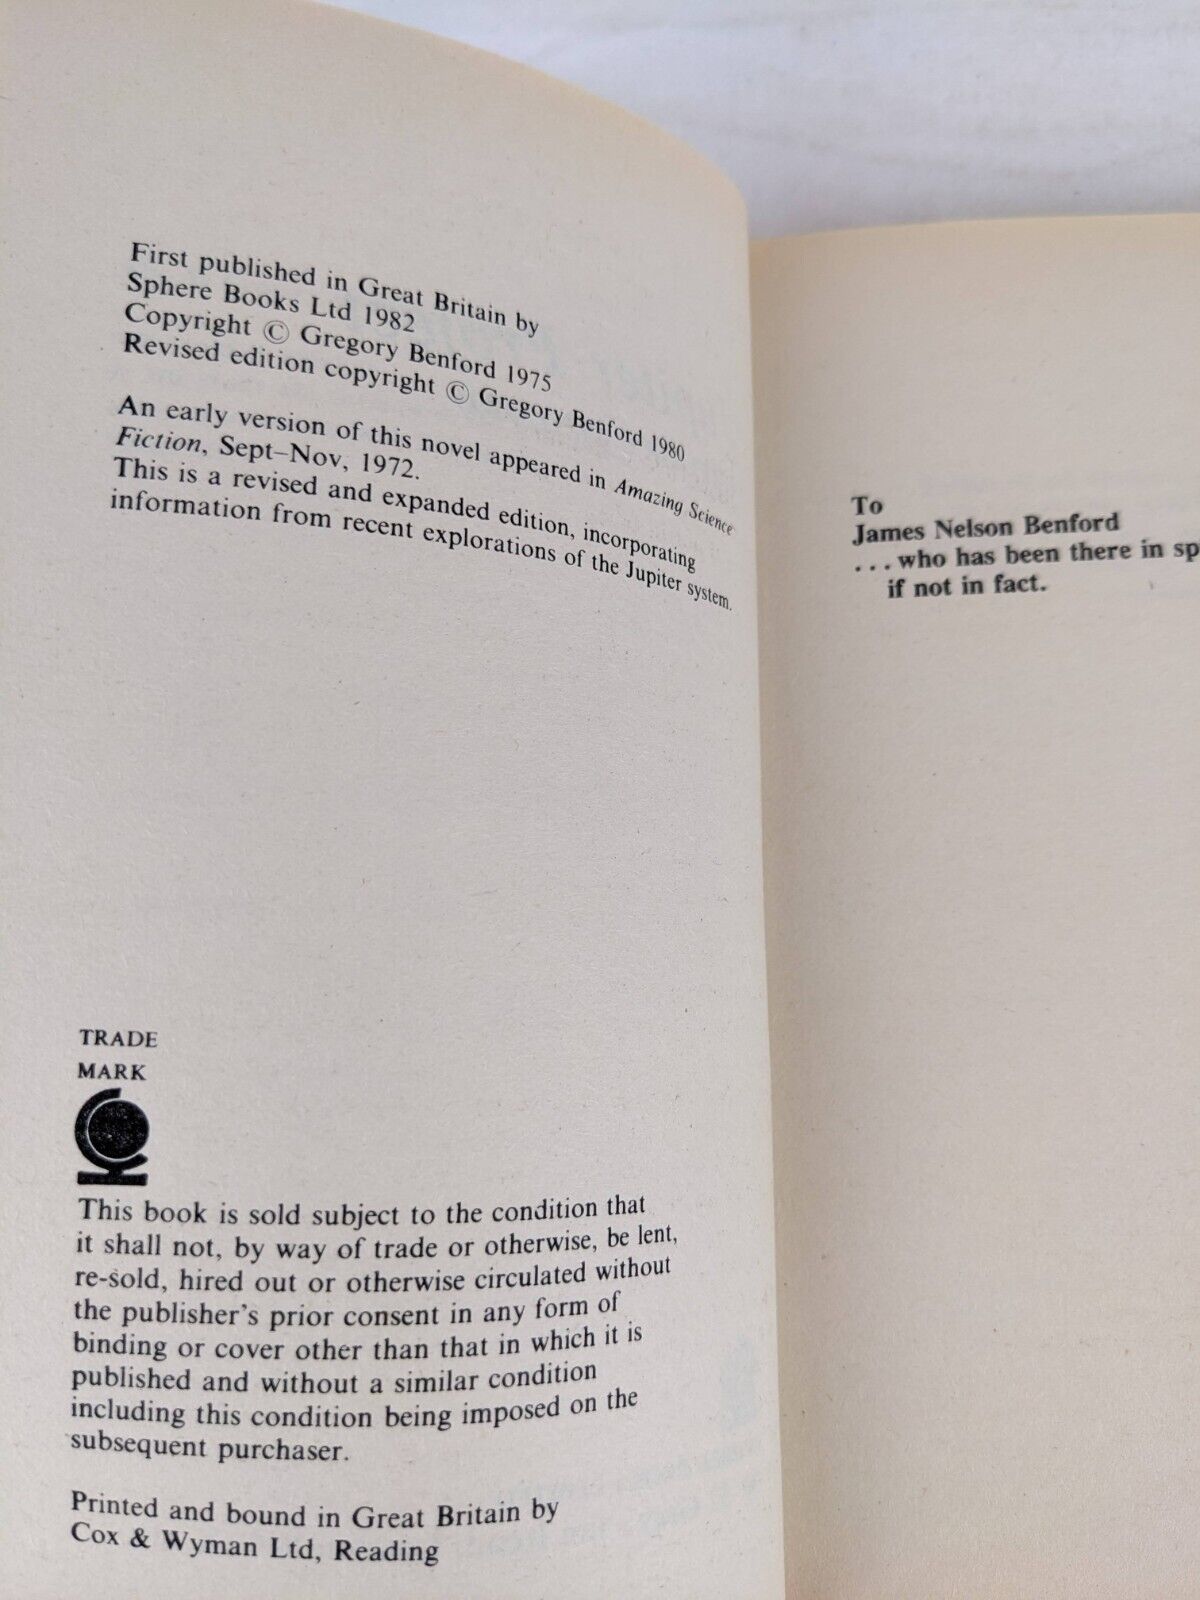 First published in Great Britain by
Sphere Books Ltd 1982
Copyright © Gregory Benford 1975
Revised edition copyright © Gregory Benford 1980
An early version of this novel appeared in Amazing Science
Fiction, Sept–Nov, 1972.
This is a revised and expanded edition, incorporating
information from recent explorations of the Jupiter system.
TRADE
MARK
This book is sold subject to the condition that
it shall not, by way of trade or otherwise, be lent,
re-sold, hired out or otherwise circulated without
the publisher's prior consent in any form of
binding or cover other than that in which it is
published and without a similar condition
including this condition being imposed on the
subsequent purchaser.
Printed and bound in Great Britain by
Cox & Wyman Ltd, Reading
To
James Nelson Benford
...who has been there in sp
if not in fact.